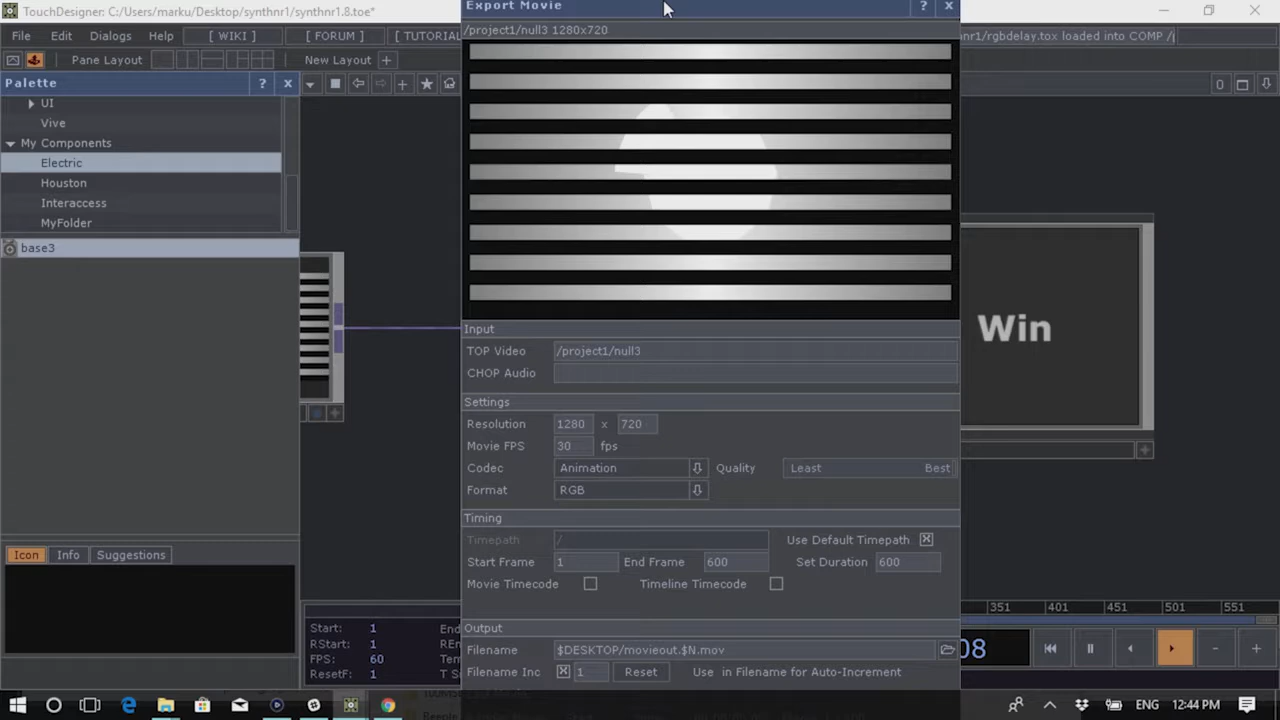 TouchDesigner: C:/Users/marku/Desktop/synthnr1/synthnr1.8.toe*
Export Movie
?
File Edit Dialogs Help [ WIKI ] [ FORUM ] [ TUTORIAL
nr1/rgbdelay.tox loaded into COMP /p
/project1/null3 1280x720
Pane Layout
New Layout +
Palette
?
0
UI
Vive
My Components
Electric
Houston
Interaccess
MyFolder
base3
Win
Input
TOP Video /project1/null3
CHOP Audio
Settings
Resolution 1280 x 720
Movie FPS 30 fps
Codec Animation Quality Least Best
Format RGB
Timing
Timepath / Use Default Timepath
Start Frame 1 End Frame 600 Set Duration 600
Movie Timecode Timeline Timecode
Output
Filename $DESKTOP/movieout.$N.mov
Filename Inc 1 Reset Use in Filename for Auto-Increment
Icon Info Suggestions
351 401 451 501 551
Start: 1
RStart: 1
FPS: 60
ResetF: 1
En
REn
Tem
T S
08
ENG 12:44 PM